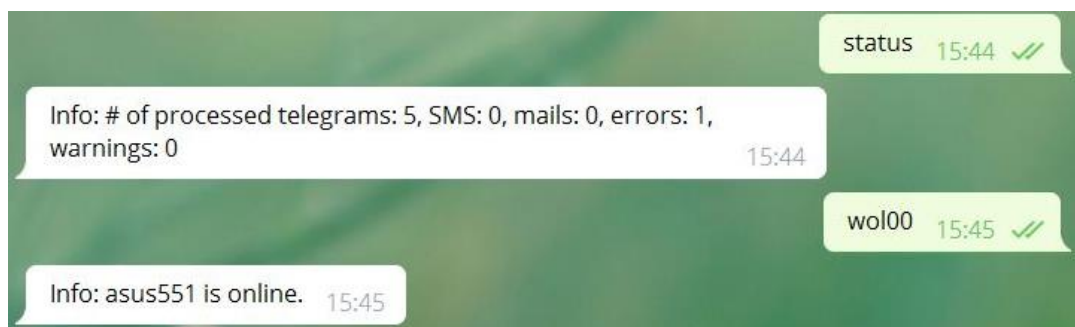 status 15:44
Info: # of processed telegrams: 5, SMS: 0, mails: 0, errors: 1,
warnings: 0 15:44
wol00 15:45
Info: asus551 is online. 15:45